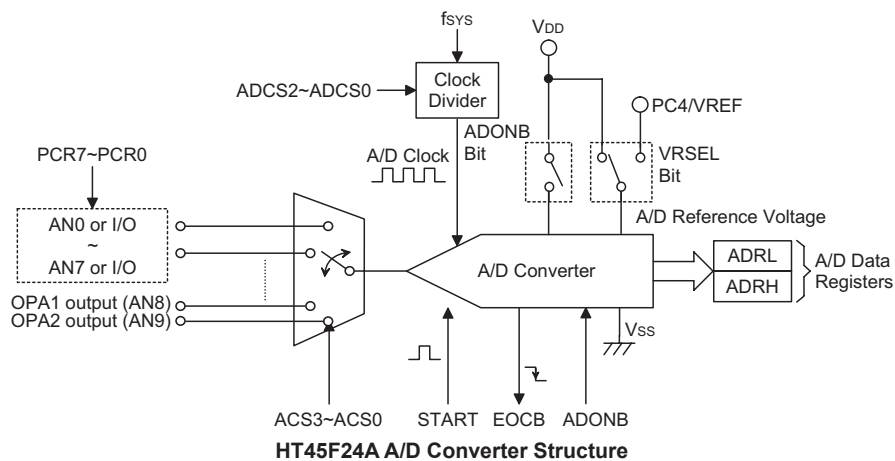 fSYS
VDD
ADCS2~ADCS0
Clock
Divider
PC4/VREF
ADONB
Bit
VRSEL
Bit
PCR7~PCR0
A/D Clock
A/D Reference Voltage
AN0 or I/O
~
AN7 or I/O
A/D Converter
ADRL
ADRH
A/D Data
Registers
OPA1 output (AN8)
OPA2 output (AN9)
VSS
ACS3~ACS0
START
EOCB
ADONB
HT45F24A A/D Converter Structure